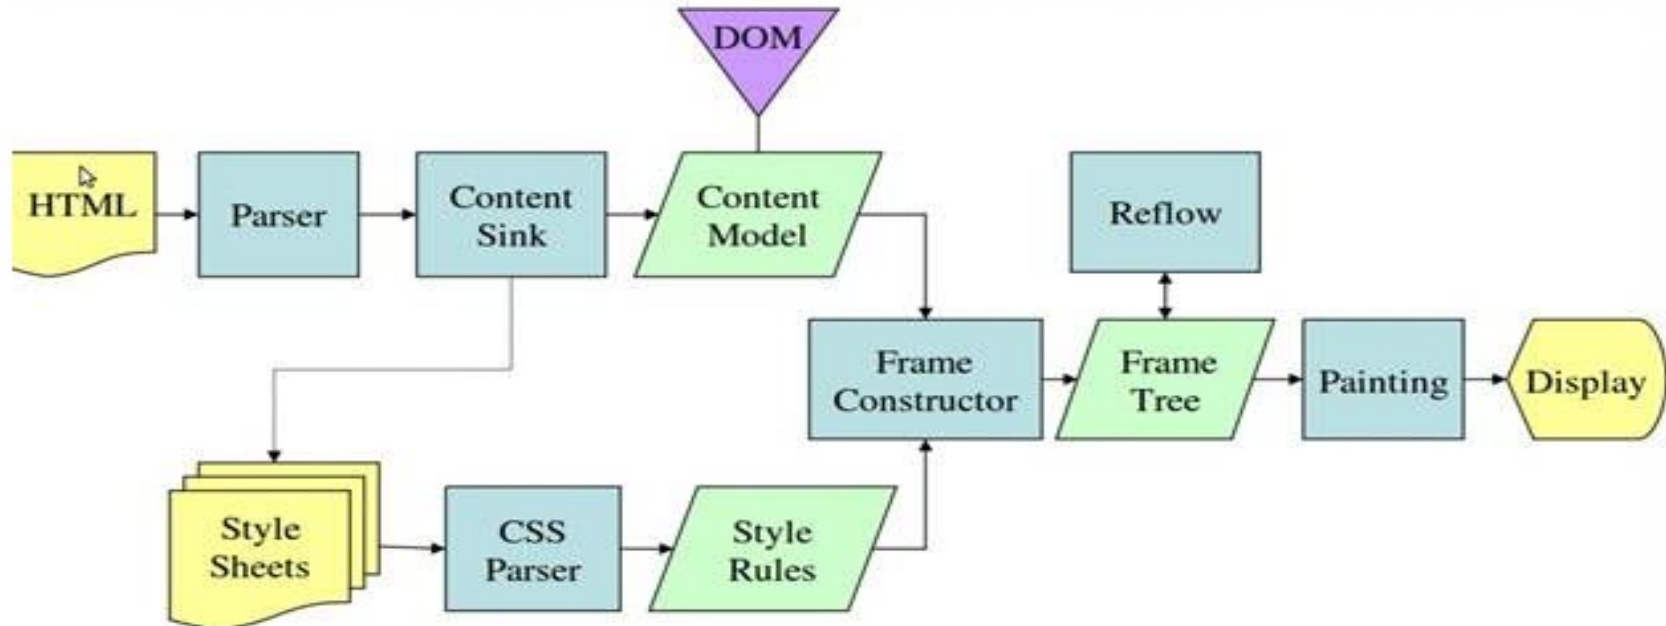 DOM
HTML
Parser
Content
Sink
Content
Model
Reflow
Frame
Constructor
Frame
Tree
Painting
Display
Style
Sheets
CSS
Parser
Style
Rules